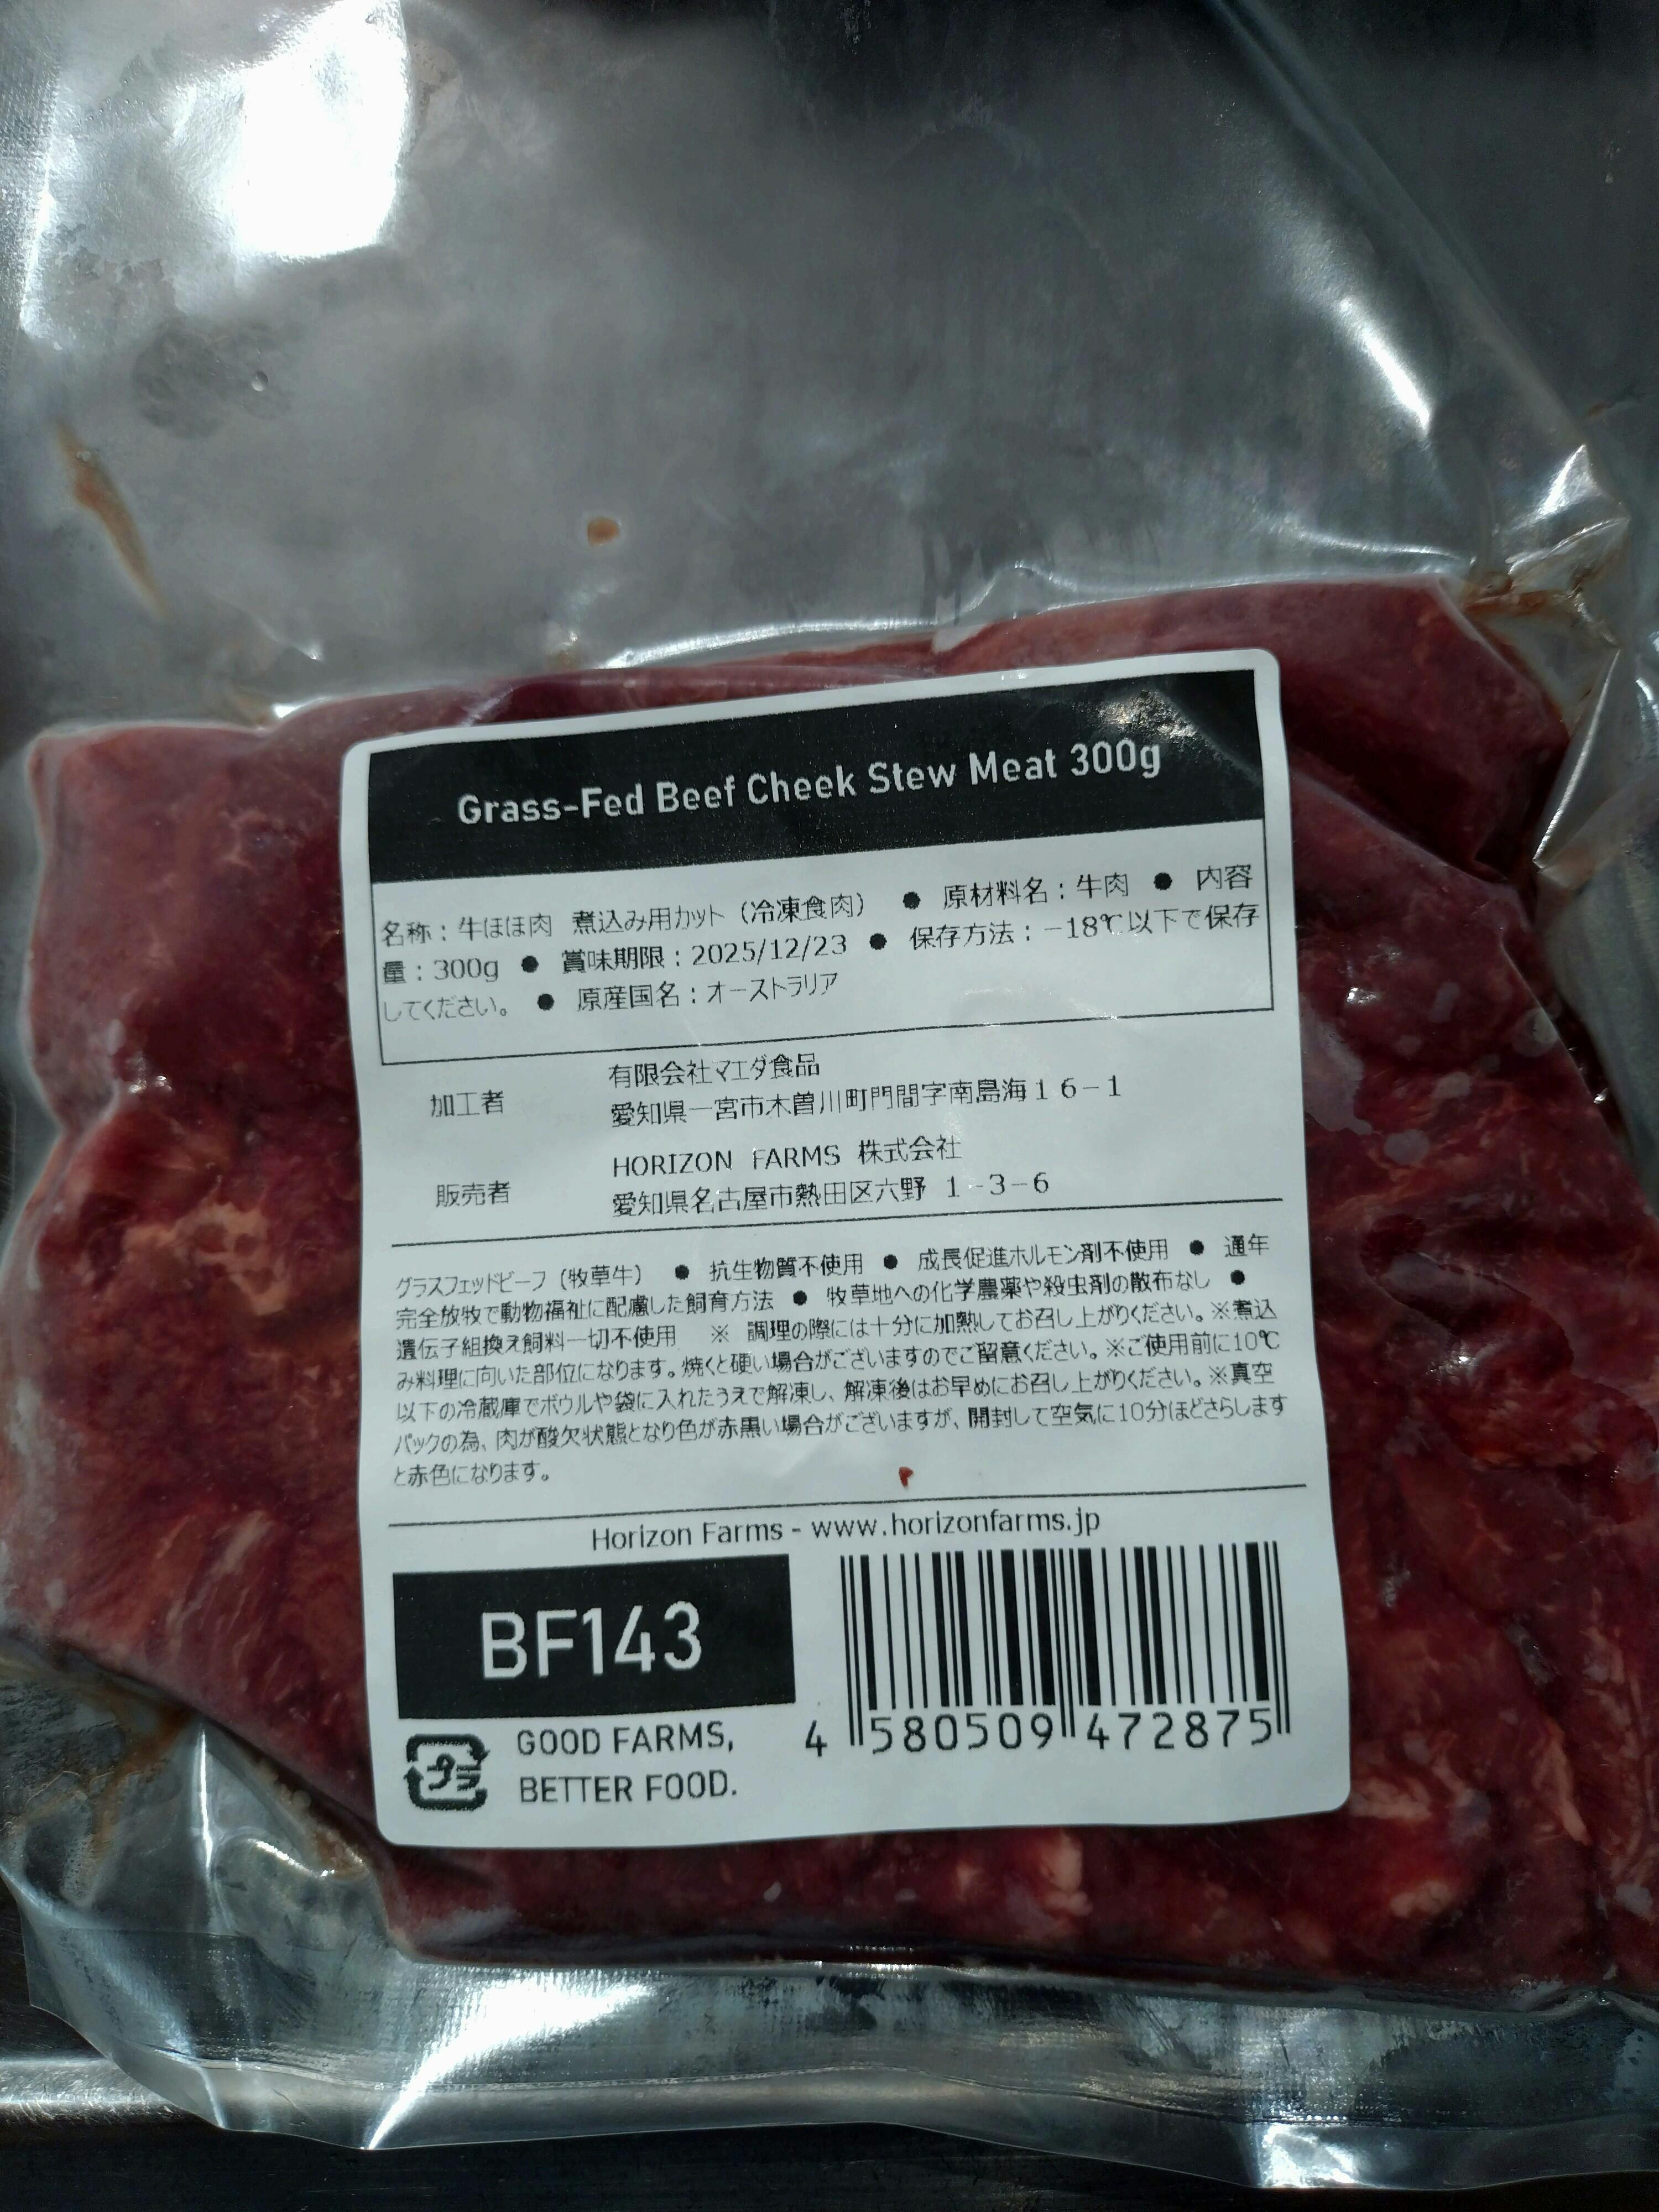 Grass-Fed Beef Cheek Stew Meat 300g
名称：牛ほほ肉 煮込み用カット（冷凍食肉） ● 原材料名：牛肉 ● 内容
量：300g ● 賞味期限：2025/12/23 ● 保存方法：－18℃以下で保存
してください。 ● 原産国名：オーストラリア
加工者
有限会社マエダ食品
愛知県一宮市木曽川町門間字南島海１６－１
販売者
HORIZON FARMS 株式会社
愛知県名古屋市熱田区六野 １-３-６
グラスフェッドビーフ（牧草牛） ● 抗生物質不使用 ● 成長促進ホルモン剤不使用 ● 通年
完全放牧で動物福祉に配慮した飼育方法 ● 牧草地への化学農薬や殺虫剤の散布なし ●
遺伝子組換え飼料一切不使用 ※ 調理の際には十分に加熱してお召し上がりください。※煮込
み料理に向いた部位になります。焼くと硬い場合がございますのでご留意ください。※ご使用前に10℃
以下の冷蔵庫でボウルや袋に入れたうえで解凍し、解凍後はお早めにお召し上がりください。※真空
パックの為、肉が酸欠状態となり色が赤黒い場合がございますが、開封して空気に10分ほどさらします
と赤色になります。
Horizon Farms - www.horizonfarms.jp
BF143
プラ
GOOD FARMS,
BETTER FOOD.
4 580509 472875